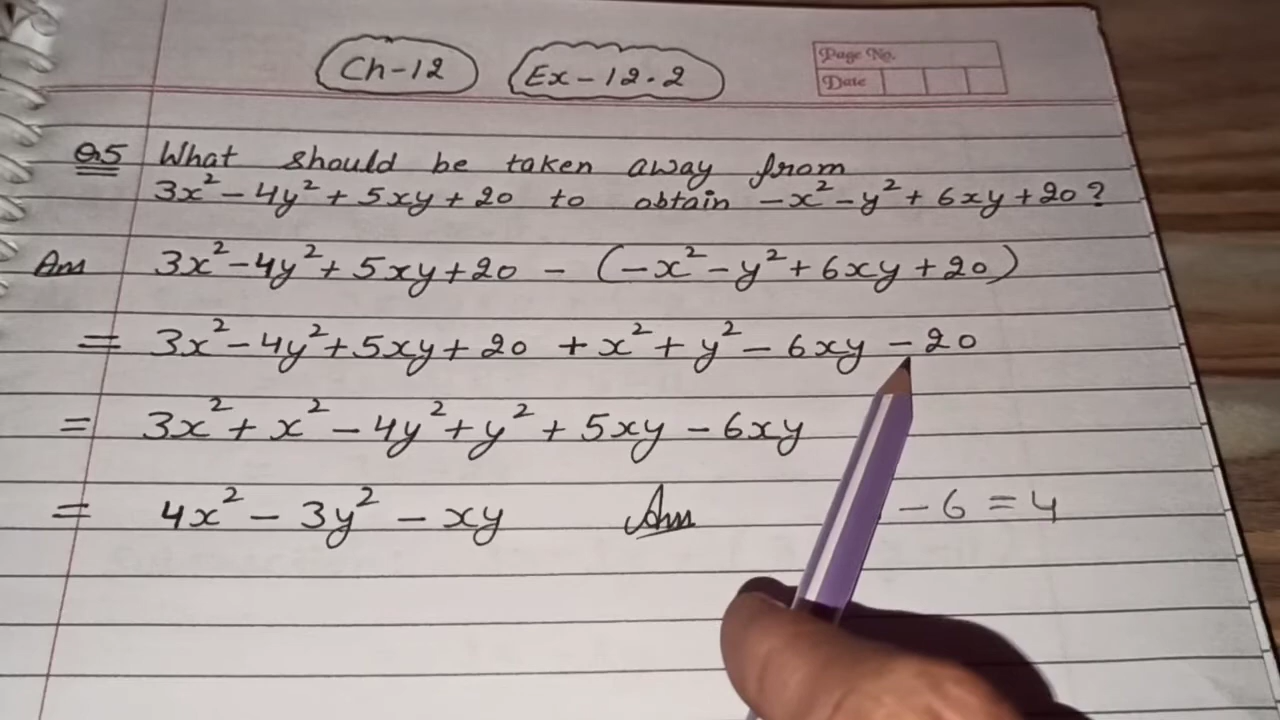 Ch-12 Ex-12.2
Page No.
Date
Q.5 What should be taken away from
3x² - 4y² + 5xy + 20 to obtain -x² - y² + 6xy + 20?
Ans 3x² - 4y² + 5xy + 20 - (-x² - y² + 6xy + 20)
= 3x² - 4y² + 5xy + 20 + x² + y² - 6xy - 20
= 3x² + x² - 4y² + y² + 5xy - 6xy
= 4x² - 3y² - xy Ans
- 6 = 4